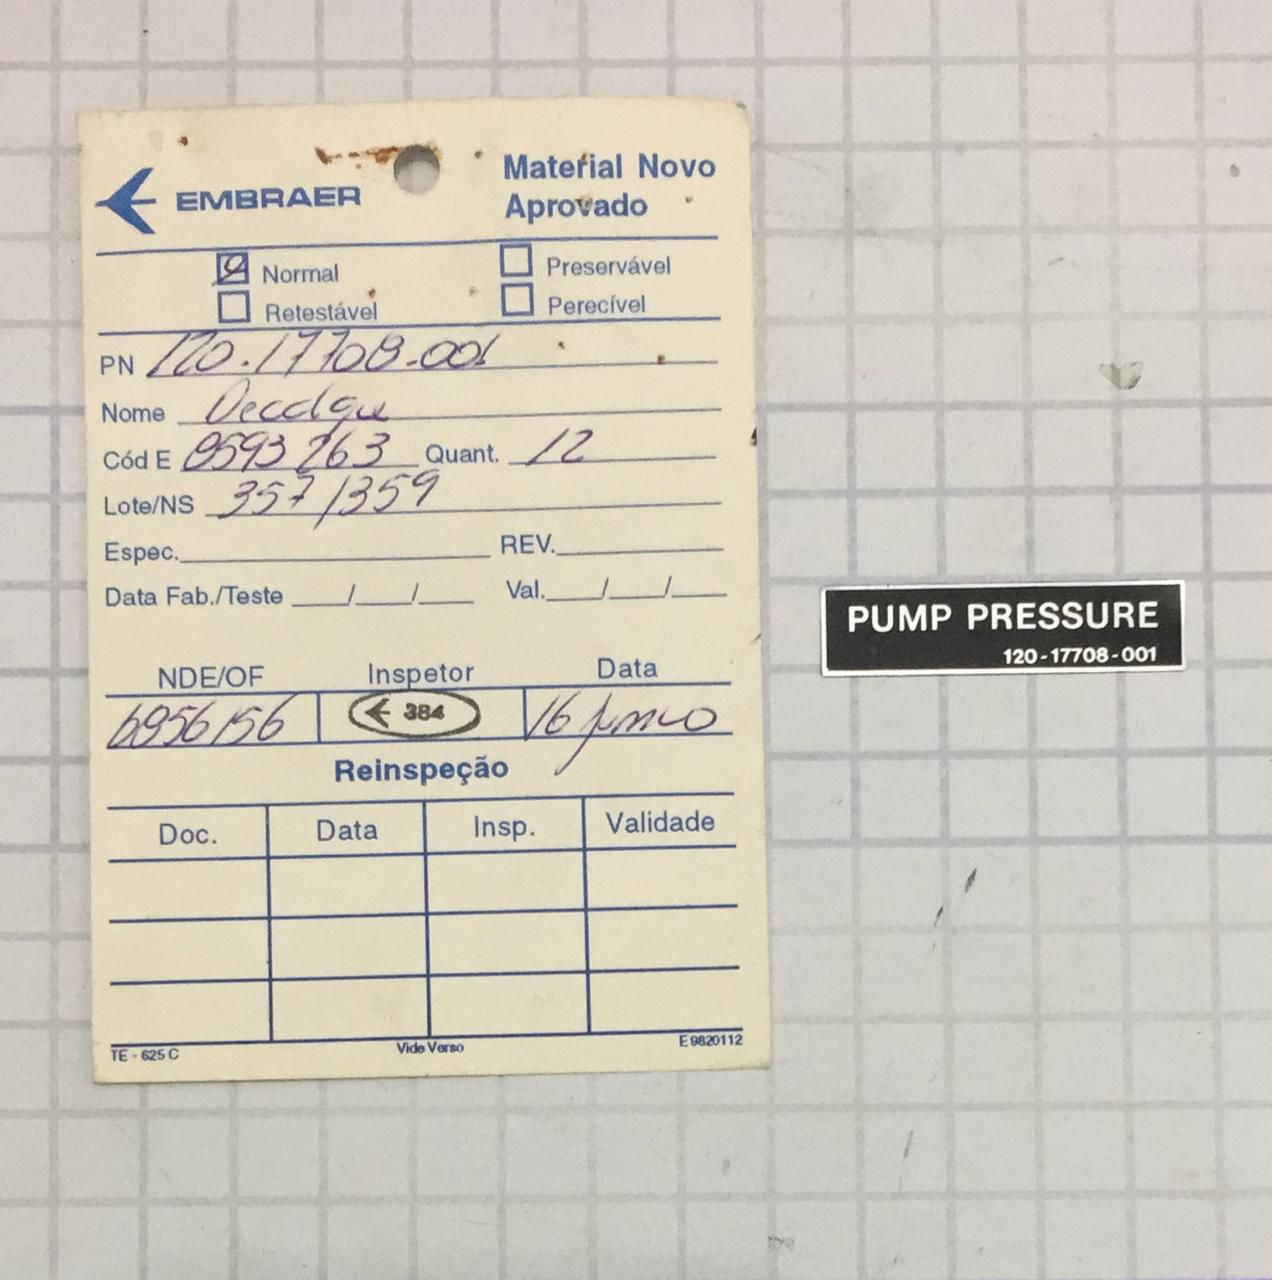 EMBRAER
Material Novo
Aprovado
Normal
Preservável
Retestável
Perecível
PN 120.17708.001
Nome Decalque
Cód E 8593263 Quant. 12
Lote/NS 357/359
Espec. REV.
Data Fab./Teste / / Val. / /
NDE/OF Inspetor Data
384 16
Reinspeção
Doc. Data Insp. Validade
TE - 625 C Vide Verso E9820112
PUMP PRESSURE
120-17708-001